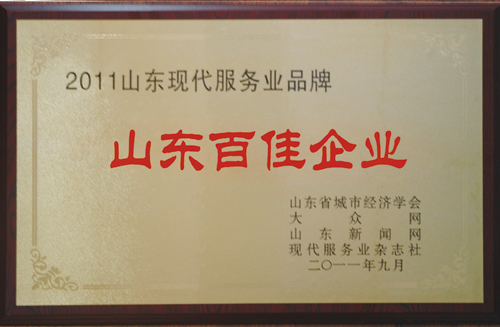 2011山东现代服务业品牌
山东百佳企业
山东省城市经济学会
大众网
山东新闻网
现代服务业杂志社
二〇一一年九月